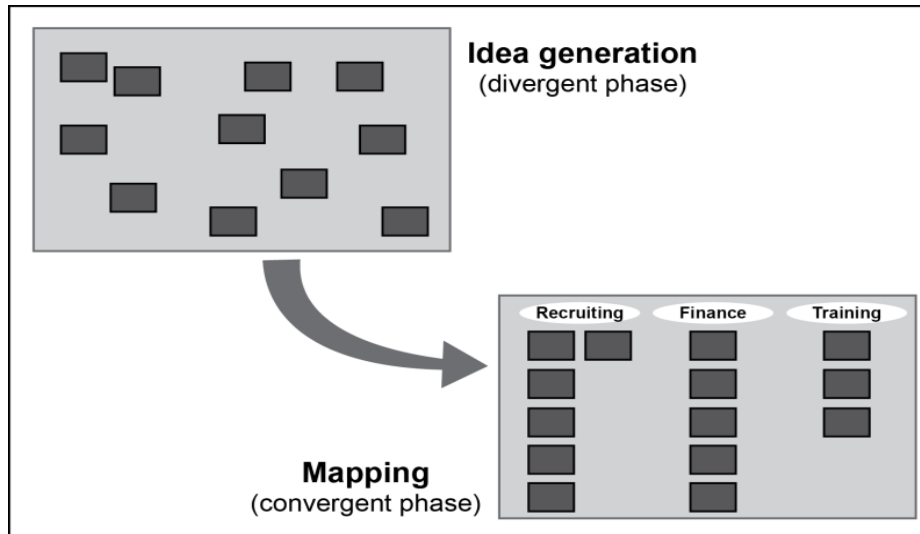 Idea generation
(divergent phase)
Recruiting Finance Training
Mapping
(convergent phase)